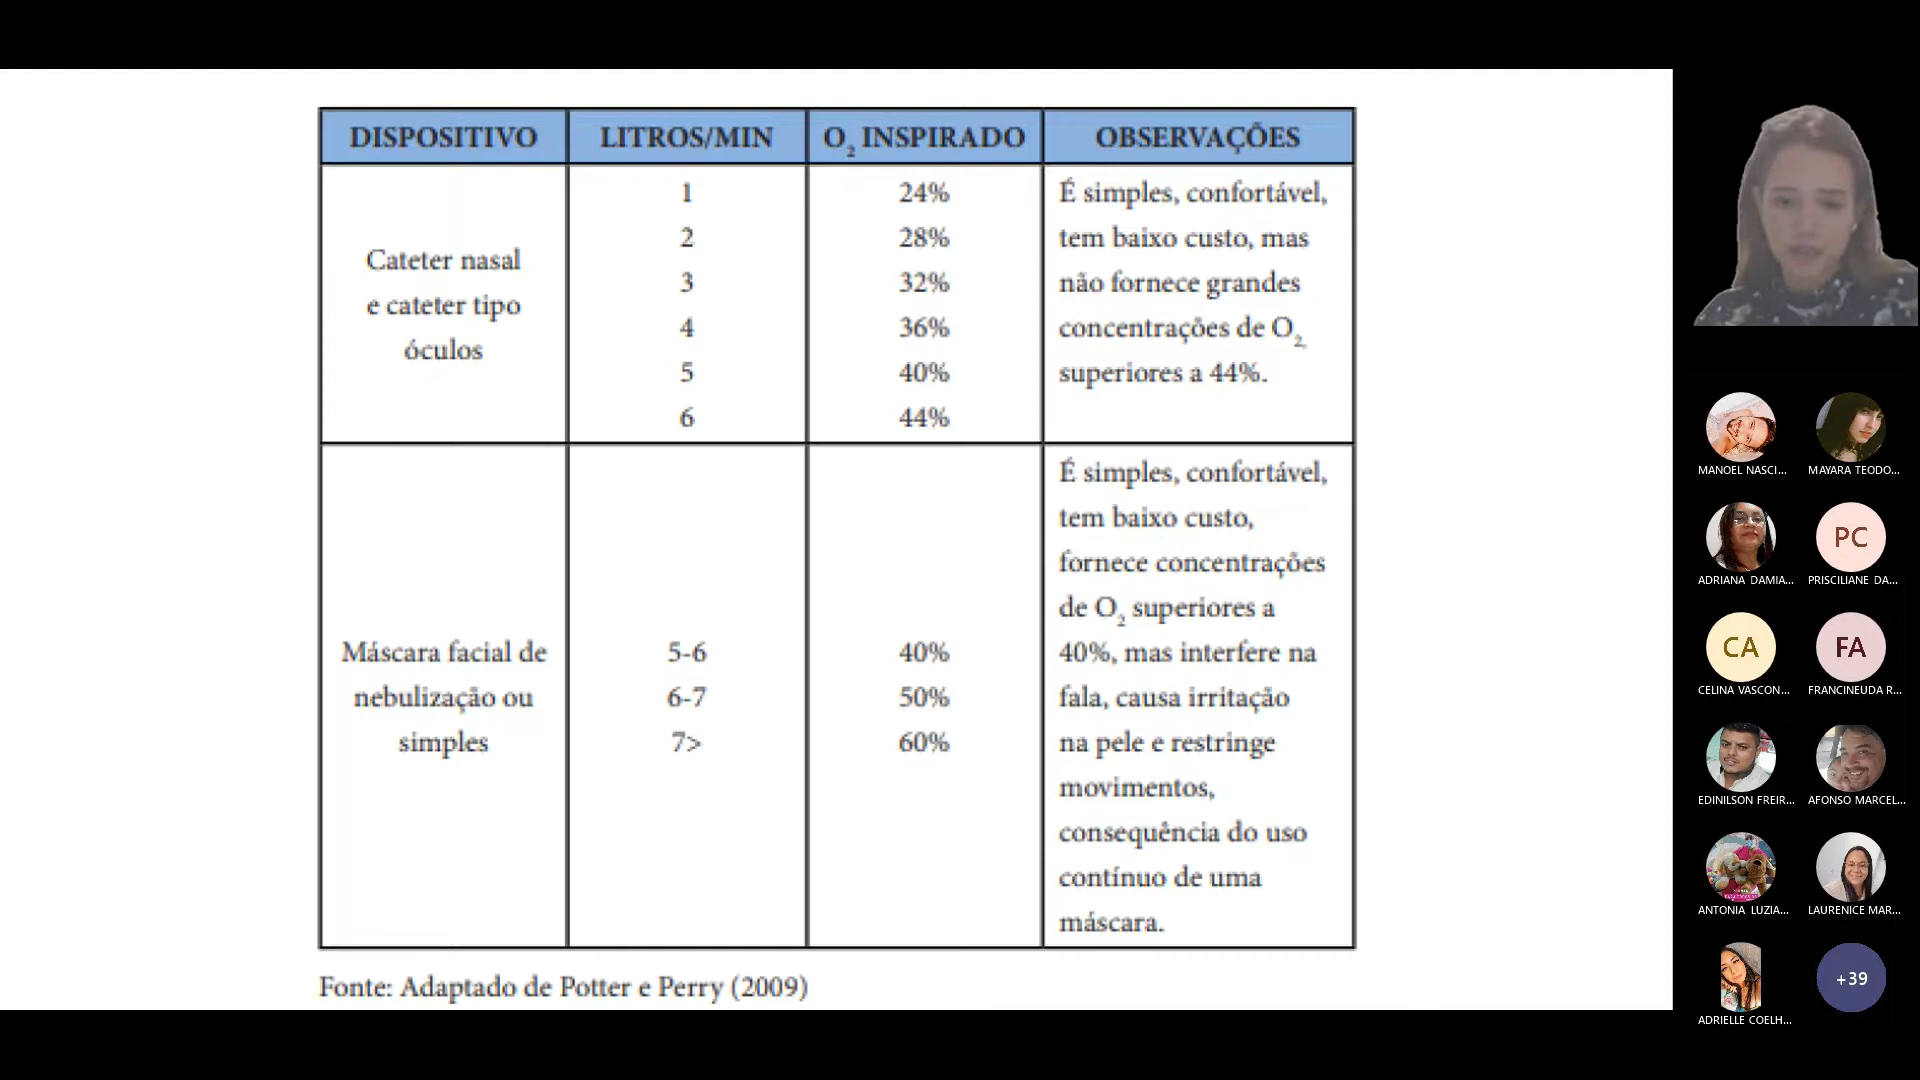 DISPOSITIVO LITROS/MIN O₂ INSPIRADO OBSERVAÇÕES
Cateter nasal
e cateter tipo
óculos
1 24%
2 28%
3 32%
4 36%
5 40%
6 44%
É simples, confortável,
tem baixo custo, mas
não fornece grandes
concentrações de O₂,
superiores a 44%.
Máscara facial de
nebulização ou
simples
5-6 40%
6-7 50%
7> 60%
É simples, confortável,
tem baixo custo,
fornece concentrações
de O₂ superiores a
40%, mas interfere na
fala, causa irritação
na pele e restringe
movimentos,
consequência do uso
contínuo de uma
máscara.
Fonte: Adaptado de Potter e Perry (2009)
MANOEL NASCI...
MAYARA TEODO...
ADRIANA DAMIA...
PC
PRISCILIANE DA...
CA
CELINA VASCON...
FA
FRANCINEUDA R...
EDINILSON FREIR...
AFONSO MARCEL...
ANTONIA LUZIA...
LAURENICE MAR...
ADRIELLE COELH...
+39